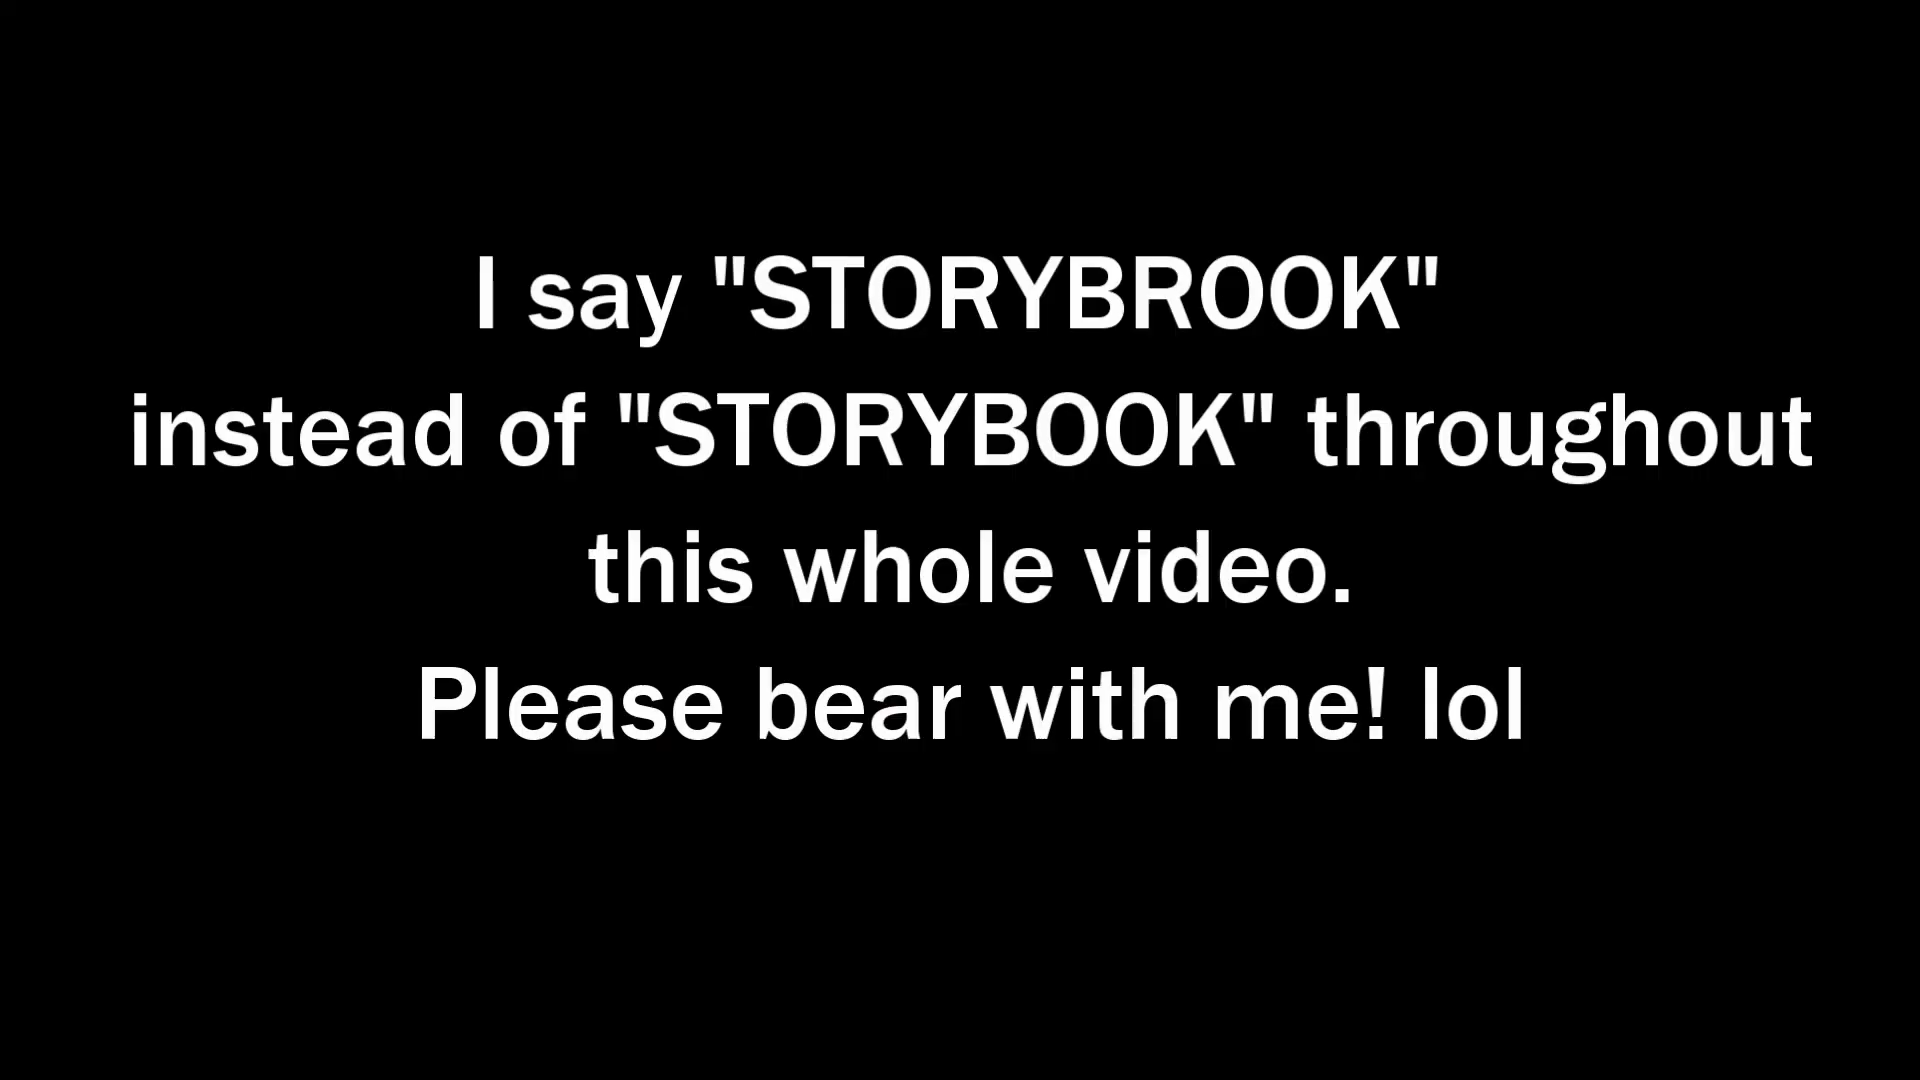 I say "STORYBROOK"
instead of "STORYBOOK" throughout
this whole video.
Please bear with me! lol